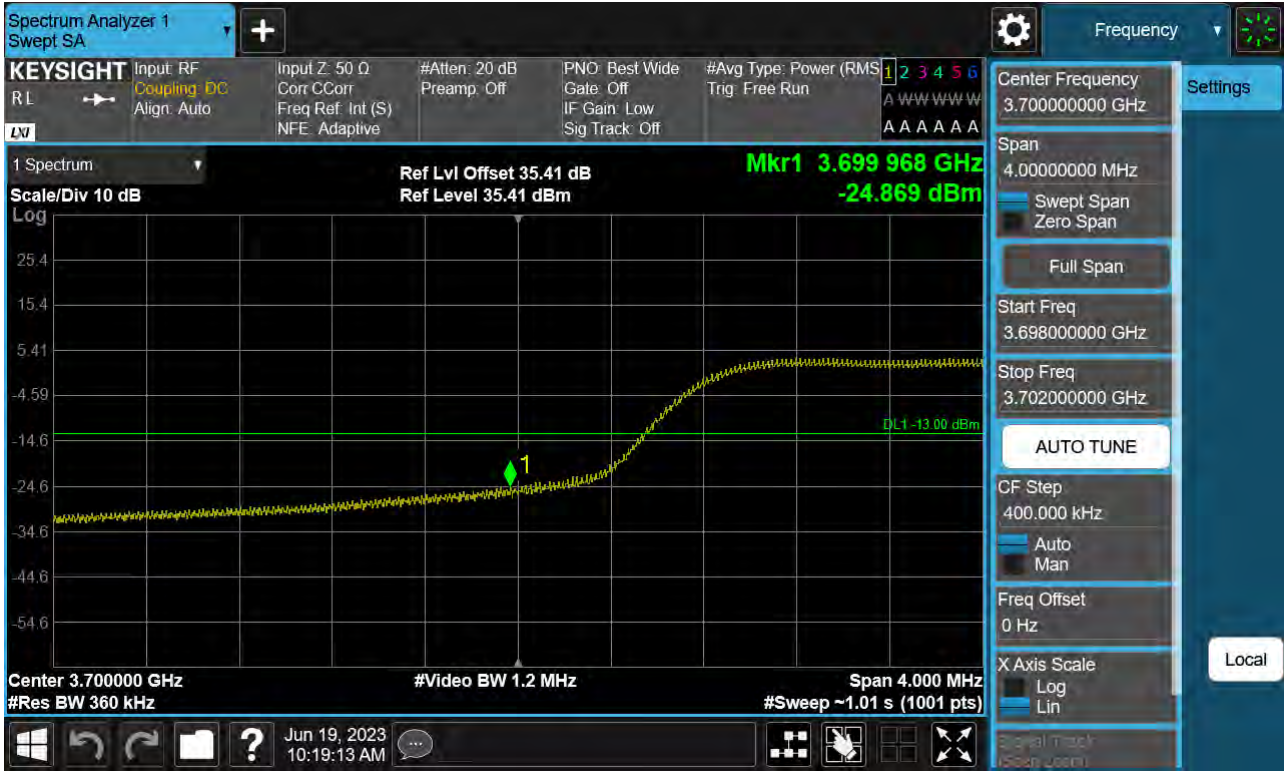 Spectrum Analyzer 1
Swept SA
+
Frequency
KEYSIGHT
RL
LXI
Input: RF
Coupling: DC
Align: Auto
Input Z: 50 Ω
Corr CCorr
Freq Ref: Int (S)
NFE: Adaptive
#Atten: 20 dB
Preamp: Off
PNO: Best Wide
Gate: Off
IF Gain: Low
Sig Track: Off
#Avg Type: Power (RMS
Trig: Free Run
1 2 3 4 5 6
A W W W W W
A A A A A A
1 Spectrum
Scale/Div 10 dB
Ref Lvl Offset 35.41 dB
Ref Level 35.41 dBm
Mkr1 3.699 968 GHz
-24.869 dBm
Log
25.4
15.4
5.41
-4.59
-14.6
-24.6
-34.6
-44.6
-54.6
DL1 -13.00 dBm
1
Center 3.700000 GHz
#Res BW 360 kHz
#Video BW 1.2 MHz
Span 4.000 MHz
#Sweep ~1.01 s (1001 pts)
Settings
Center Frequency
3.700000000 GHz
Span
4.00000000 MHz
Swept Span
Zero Span
Full Span
Start Freq
3.698000000 GHz
Stop Freq
3.702000000 GHz
AUTO TUNE
CF Step
400.000 kHz
Auto
Man
Freq Offset
0 Hz
X Axis Scale
Log
Lin
Signal Track
(Span Zoom)
Local
?
Jun 19, 2023
10:19:13 AM